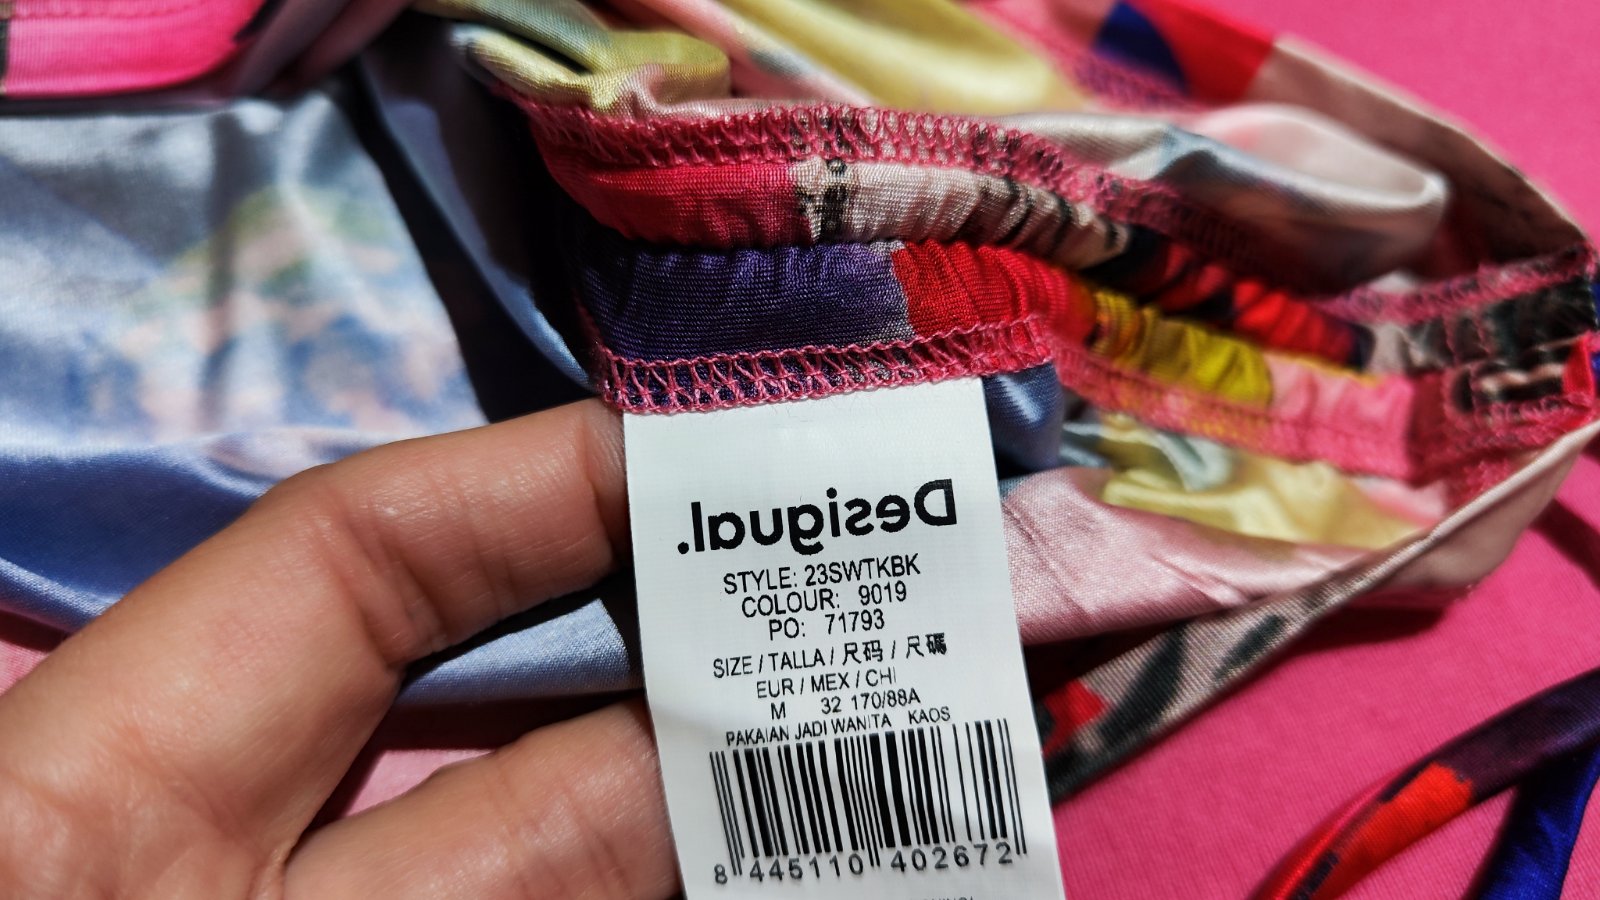 Desigual.
STYLE: 23SWTKBK
COLOUR: 9019
PO: 71793
SIZE / TALLA / 尺码 / 尺碼
EUR / MEX / CHI
M 32 170/88A
PAKAIAN JADI WANITA KAOS
8 445110 402672